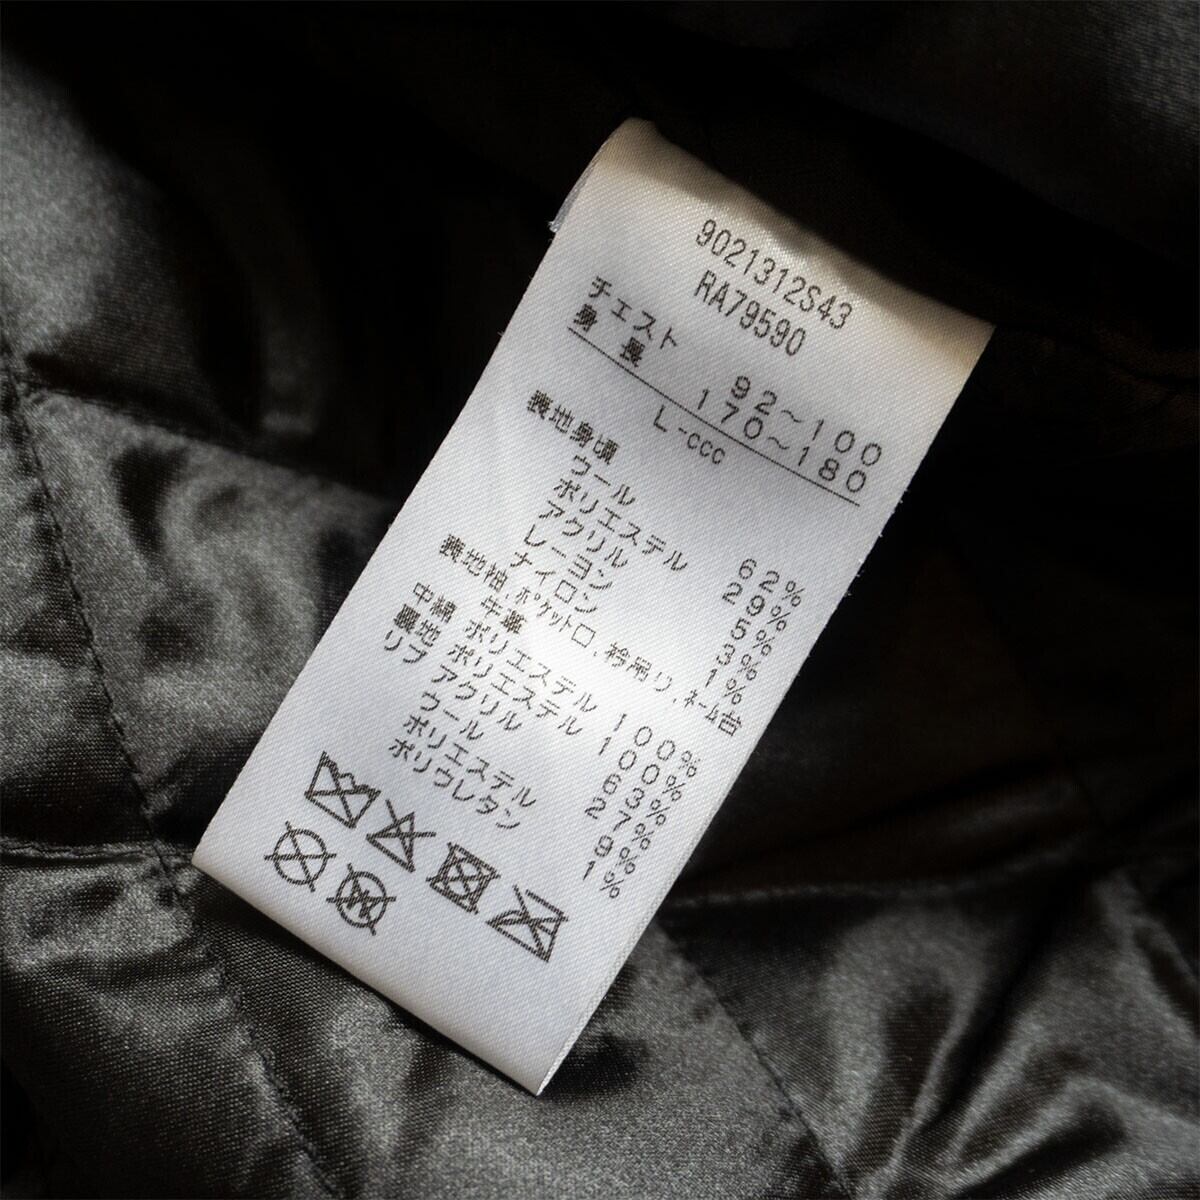 9021312S43
RA79590
チェスト 92～100
身長 170～180
L-ccc
表地身頃
ウール 62%
ポリエステル 29%
アクリル 5%
レーヨン 3%
ナイロン 1%
表地袖、ポケット口、衿吊り、ネーム台
牛革
中綿 ポリエステル 100%
裏地 ポリエステル 100%
リブ アクリル 63%
ウール 27%
ポリエステル 9%
ポリウレタン 1%